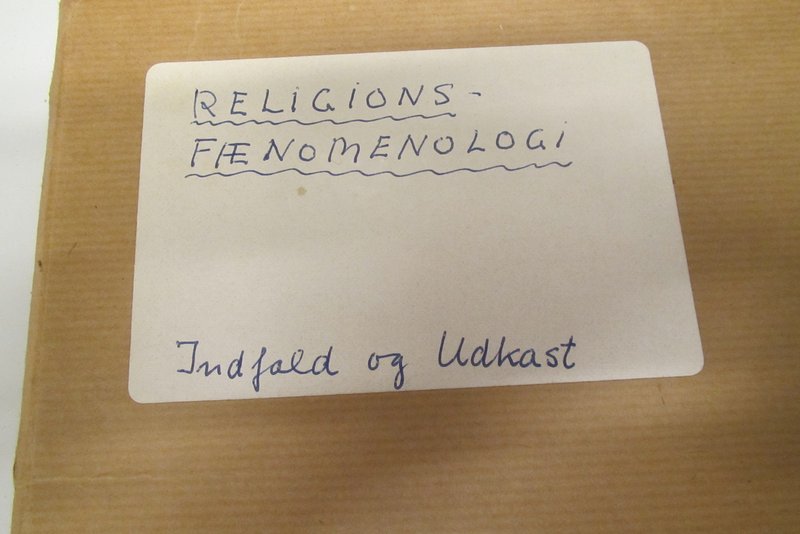 RELIGIONS-
FÆNOMENOLOGI
Indfald og Udkast